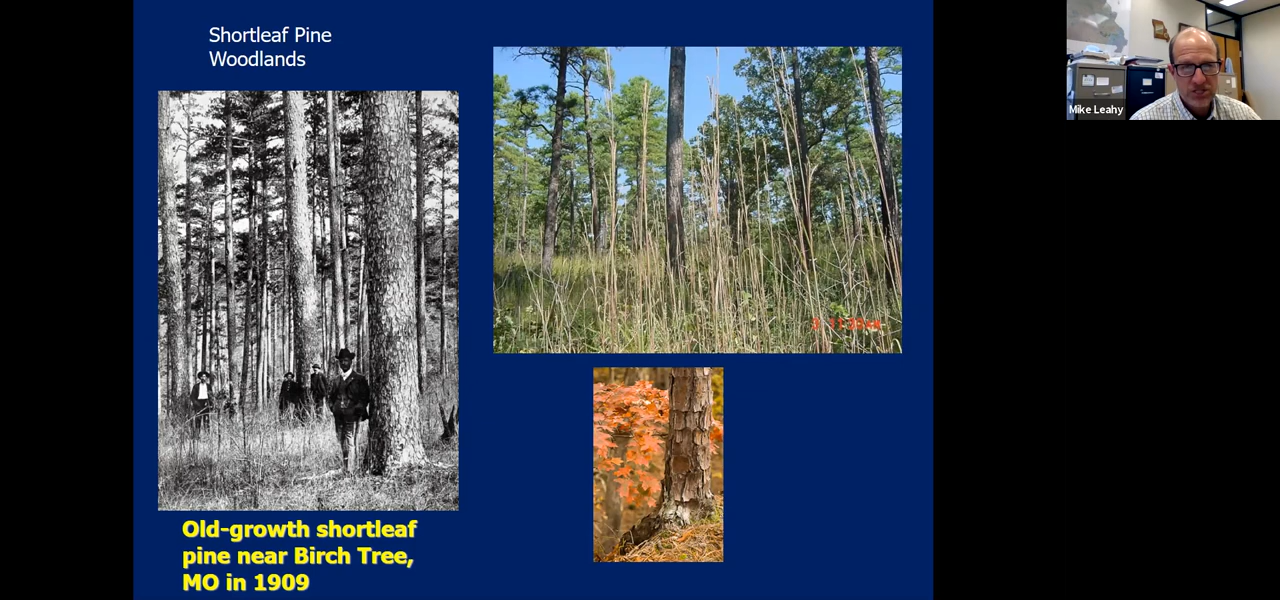 Shortleaf Pine
Woodlands
Mike Leahy
Old-growth shortleaf
pine near Birch Tree,
MO in 1909